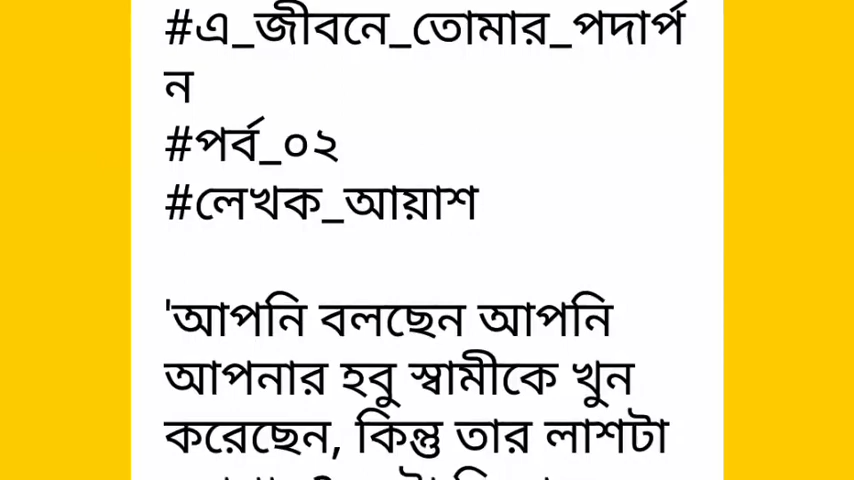 #এ_জীবনে_তোমার_পদার্প
ন
#পর্ব_০২
#লেখক_আয়াশ
'আপনি বলছেন আপনি
আপনার হবু স্বামীকে খুন
করেছেন, কিন্তু তার লাশটা